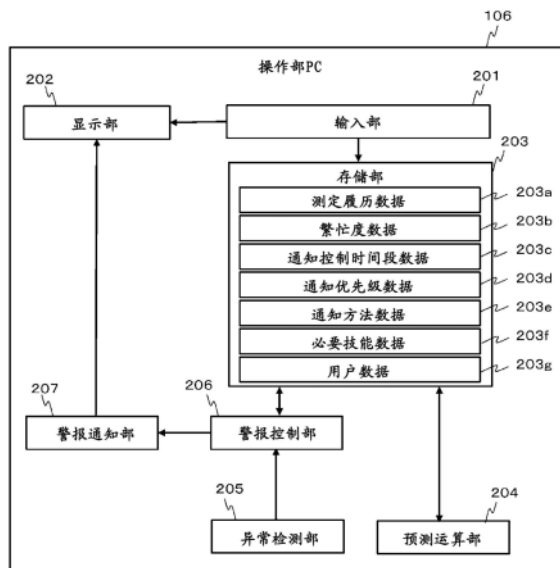 106
操作部PC
202
201
显示部
输入部
203
存储部
测定履历数据
203a
繁忙度数据
203b
通知控制时间段数据
203c
通知优先级数据
203d
通知方法数据
203e
必要技能数据
203f
用户数据
203g
207
206
警报通知部
警报控制部
205
204
异常检测部
预测运算部